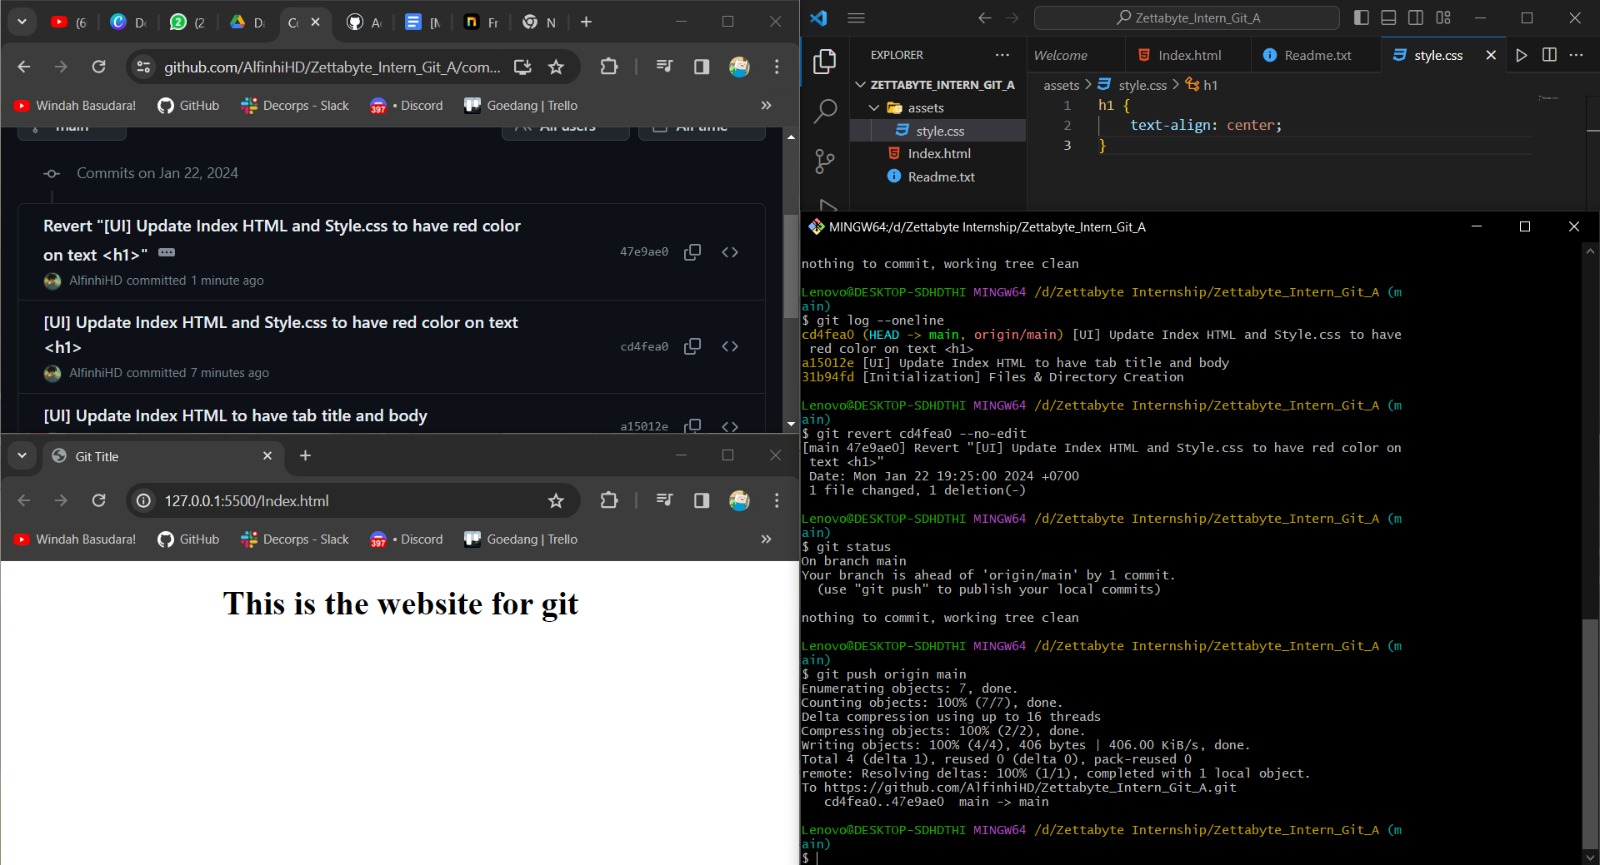 (6
De
(2
Da
Co
Ac
[M
Fr
N
github.com/AlfinhiHD/Zettabyte_Intern_Git_A/com...
Windah Basudara!
GitHub
Decorps - Slack
397
• Discord
Goedang | Trello
»
main
All users
All time
Commits on Jan 22, 2024
Revert "[UI] Update Index HTML and Style.css to have red color
on text <h1>"
47e9ae0
AlfinhiHD committed 1 minute ago
[UI] Update Index HTML and Style.css to have red color on text
<h1>
cd4fea0
AlfinhiHD committed 7 minutes ago
[UI] Update Index HTML to have tab title and body
a15012e
Git Title
127.0.0.1:5500/Index.html
Windah Basudara!
GitHub
Decorps - Slack
397
• Discord
Goedang | Trello
»
This is the website for git
Zettabyte_Intern_Git_A
EXPLORER
ZETTABYTE_INTERN_GIT_A
assets
style.css
Index.html
Readme.txt
Welcome
Index.html
Readme.txt
style.css
assets > style.css > h1
1 h1 {
2 text-align: center;
3 }
MINGW64:/d/Zettabyte Internship/Zettabyte_Intern_Git_A
nothing to commit, working tree clean
Lenovo@DESKTOP-SDHDTHI MINGW64 /d/Zettabyte Internship/Zettabyte_Intern_Git_A (m
ain)
$ git log --oneline
cd4fea0 (HEAD -> main, origin/main) [UI] Update Index HTML and Style.css to have
red color on text <h1>
a15012e [UI] Update Index HTML to have tab title and body
31b94fd [Initialization] Files & Directory Creation
Lenovo@DESKTOP-SDHDTHI MINGW64 /d/Zettabyte Internship/Zettabyte_Intern_Git_A (m
ain)
$ git revert cd4fea0 --no-edit
[main 47e9ae0] Revert "[UI] Update Index HTML and Style.css to have red color on
text <h1>"
Date: Mon Jan 22 19:25:00 2024 +0700
1 file changed, 1 deletion(-)
Lenovo@DESKTOP-SDHDTHI MINGW64 /d/Zettabyte Internship/Zettabyte_Intern_Git_A (m
ain)
$ git status
On branch main
Your branch is ahead of 'origin/main' by 1 commit.
(use "git push" to publish your local commits)
nothing to commit, working tree clean
Lenovo@DESKTOP-SDHDTHI MINGW64 /d/Zettabyte Internship/Zettabyte_Intern_Git_A (m
ain)
$ git push origin main
Enumerating objects: 7, done.
Counting objects: 100% (7/7), done.
Delta compression using up to 16 threads
Compressing objects: 100% (2/2), done.
Writing objects: 100% (4/4), 406 bytes | 406.00 KiB/s, done.
Total 4 (delta 1), reused 0 (delta 0), pack-reused 0
remote: Resolving deltas: 100% (1/1), completed with 1 local object.
To https://github.com/AlfinhiHD/Zettabyte_Intern_Git_A.git
cd4fea0..47e9ae0 main -> main
Lenovo@DESKTOP-SDHDTHI MINGW64 /d/Zettabyte Internship/Zettabyte_Intern_Git_A (m
ain)
$